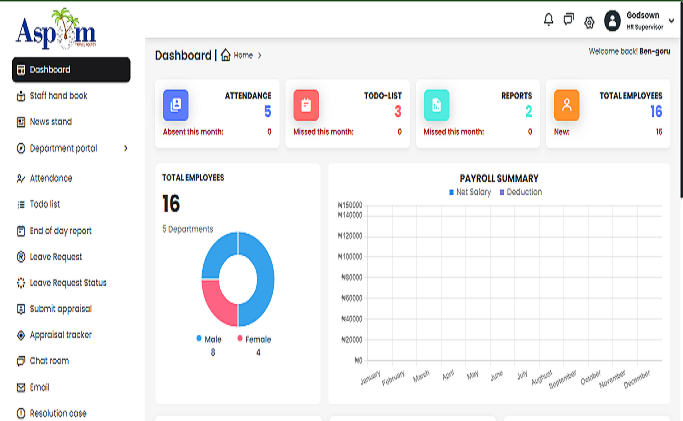 Aspom
Dashboard
Staff hand book
News stand
Department portal
Attendance
Todo list
End of day report
Leave Request
Leave Request Status
Submit appraisal
Appraisal tracker
Chat room
Email
Resolution case
Godsown
HR Supervisor
Dashboard | Home >
Welcome back! Ben-goru
ATTENDANCE
5
Absent this month: 0
TODO-LIST
3
Missed this month: 0
REPORTS
2
Missed this month: 0
TOTAL EMPLOYEES
16
New: 16
TOTAL EMPLOYEES
16
5 Departments
Male Female
8 4
PAYROLL SUMMARY
Net Salary Deduction
₦150000
₦140000
₦120000
₦100000
₦80000
₦60000
₦40000
₦20000
₦0
January February March April May June July Aughust September October November December